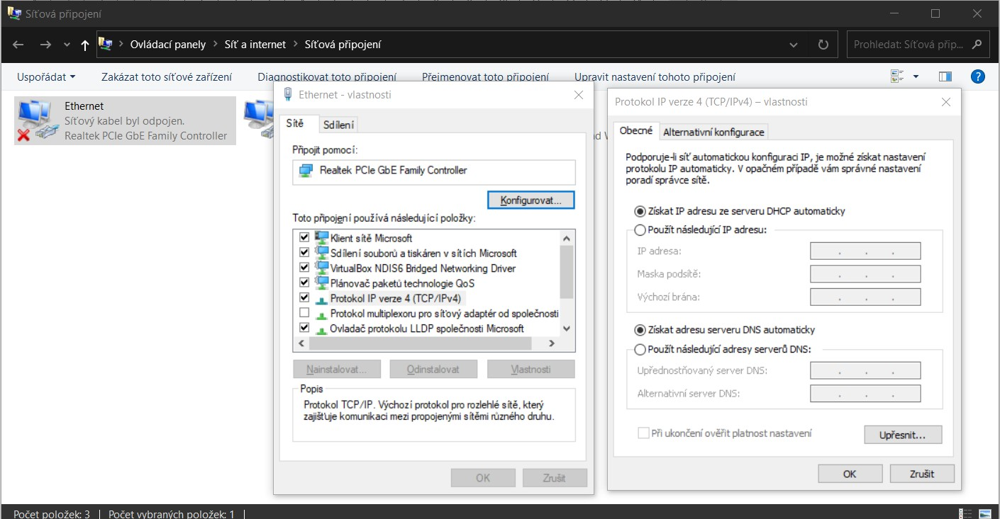 Síťová připojení
Ovládací panely
Síť a internet
Síťová připojení
Prohledat: Síťová přip...
Uspořádat
Zakázat toto síťové zařízení
Diagnostikovat toto připojení
Přejmenovat toto připojení
Upravit nastavení tohoto připojení
Ethernet
Síťový kabel byl odpojen.
Realtek PCIe GbE Family Controller
Ethernet - vlastnosti
Sítě
Sdílení
Připojit pomocí:
Realtek PCIe GbE Family Controller
Konfigurovat...
Toto připojení používá následující položky:
Klient sítě Microsoft
Sdílení souborů a tiskáren v sítích Microsoft
VirtualBox NDIS6 Bridged Networking Driver
Plánovač paketů technologie QoS
Protokol IP verze 4 (TCP/IPv4)
Protokol multiplexoru pro síťový adaptér od společnosti
Ovladač protokolu LLDP společnosti Microsoft
Nainstalovat...
Odinstalovat
Vlastnosti
Popis
Protokol TCP/IP. Výchozí protokol pro rozlehlé sítě, který
zajišťuje komunikaci mezi propojenými sítěmi různého druhu.
OK
Zrušit
Protokol IP verze 4 (TCP/IPv4) – vlastnosti
Obecné
Alternativní konfigurace
Podporuje-li síť automatickou konfiguraci IP, je možné získat nastavení
protokolu IP automaticky. V opačném případě vám správné nastavení
poradí správce sítě.
Získat IP adresu ze serveru DHCP automaticky
Použít následující IP adresu:
IP adresa:
Maska podsítě:
Výchozí brána:
Získat adresu serveru DNS automaticky
Použít následující adresy serverů DNS:
Upřednostňovaný server DNS:
Alternativní server DNS:
Při ukončení ověřit platnost nastavení
Upřesnit...
OK
Zrušit
Počet položek: 3
Počet vybraných položek: 1